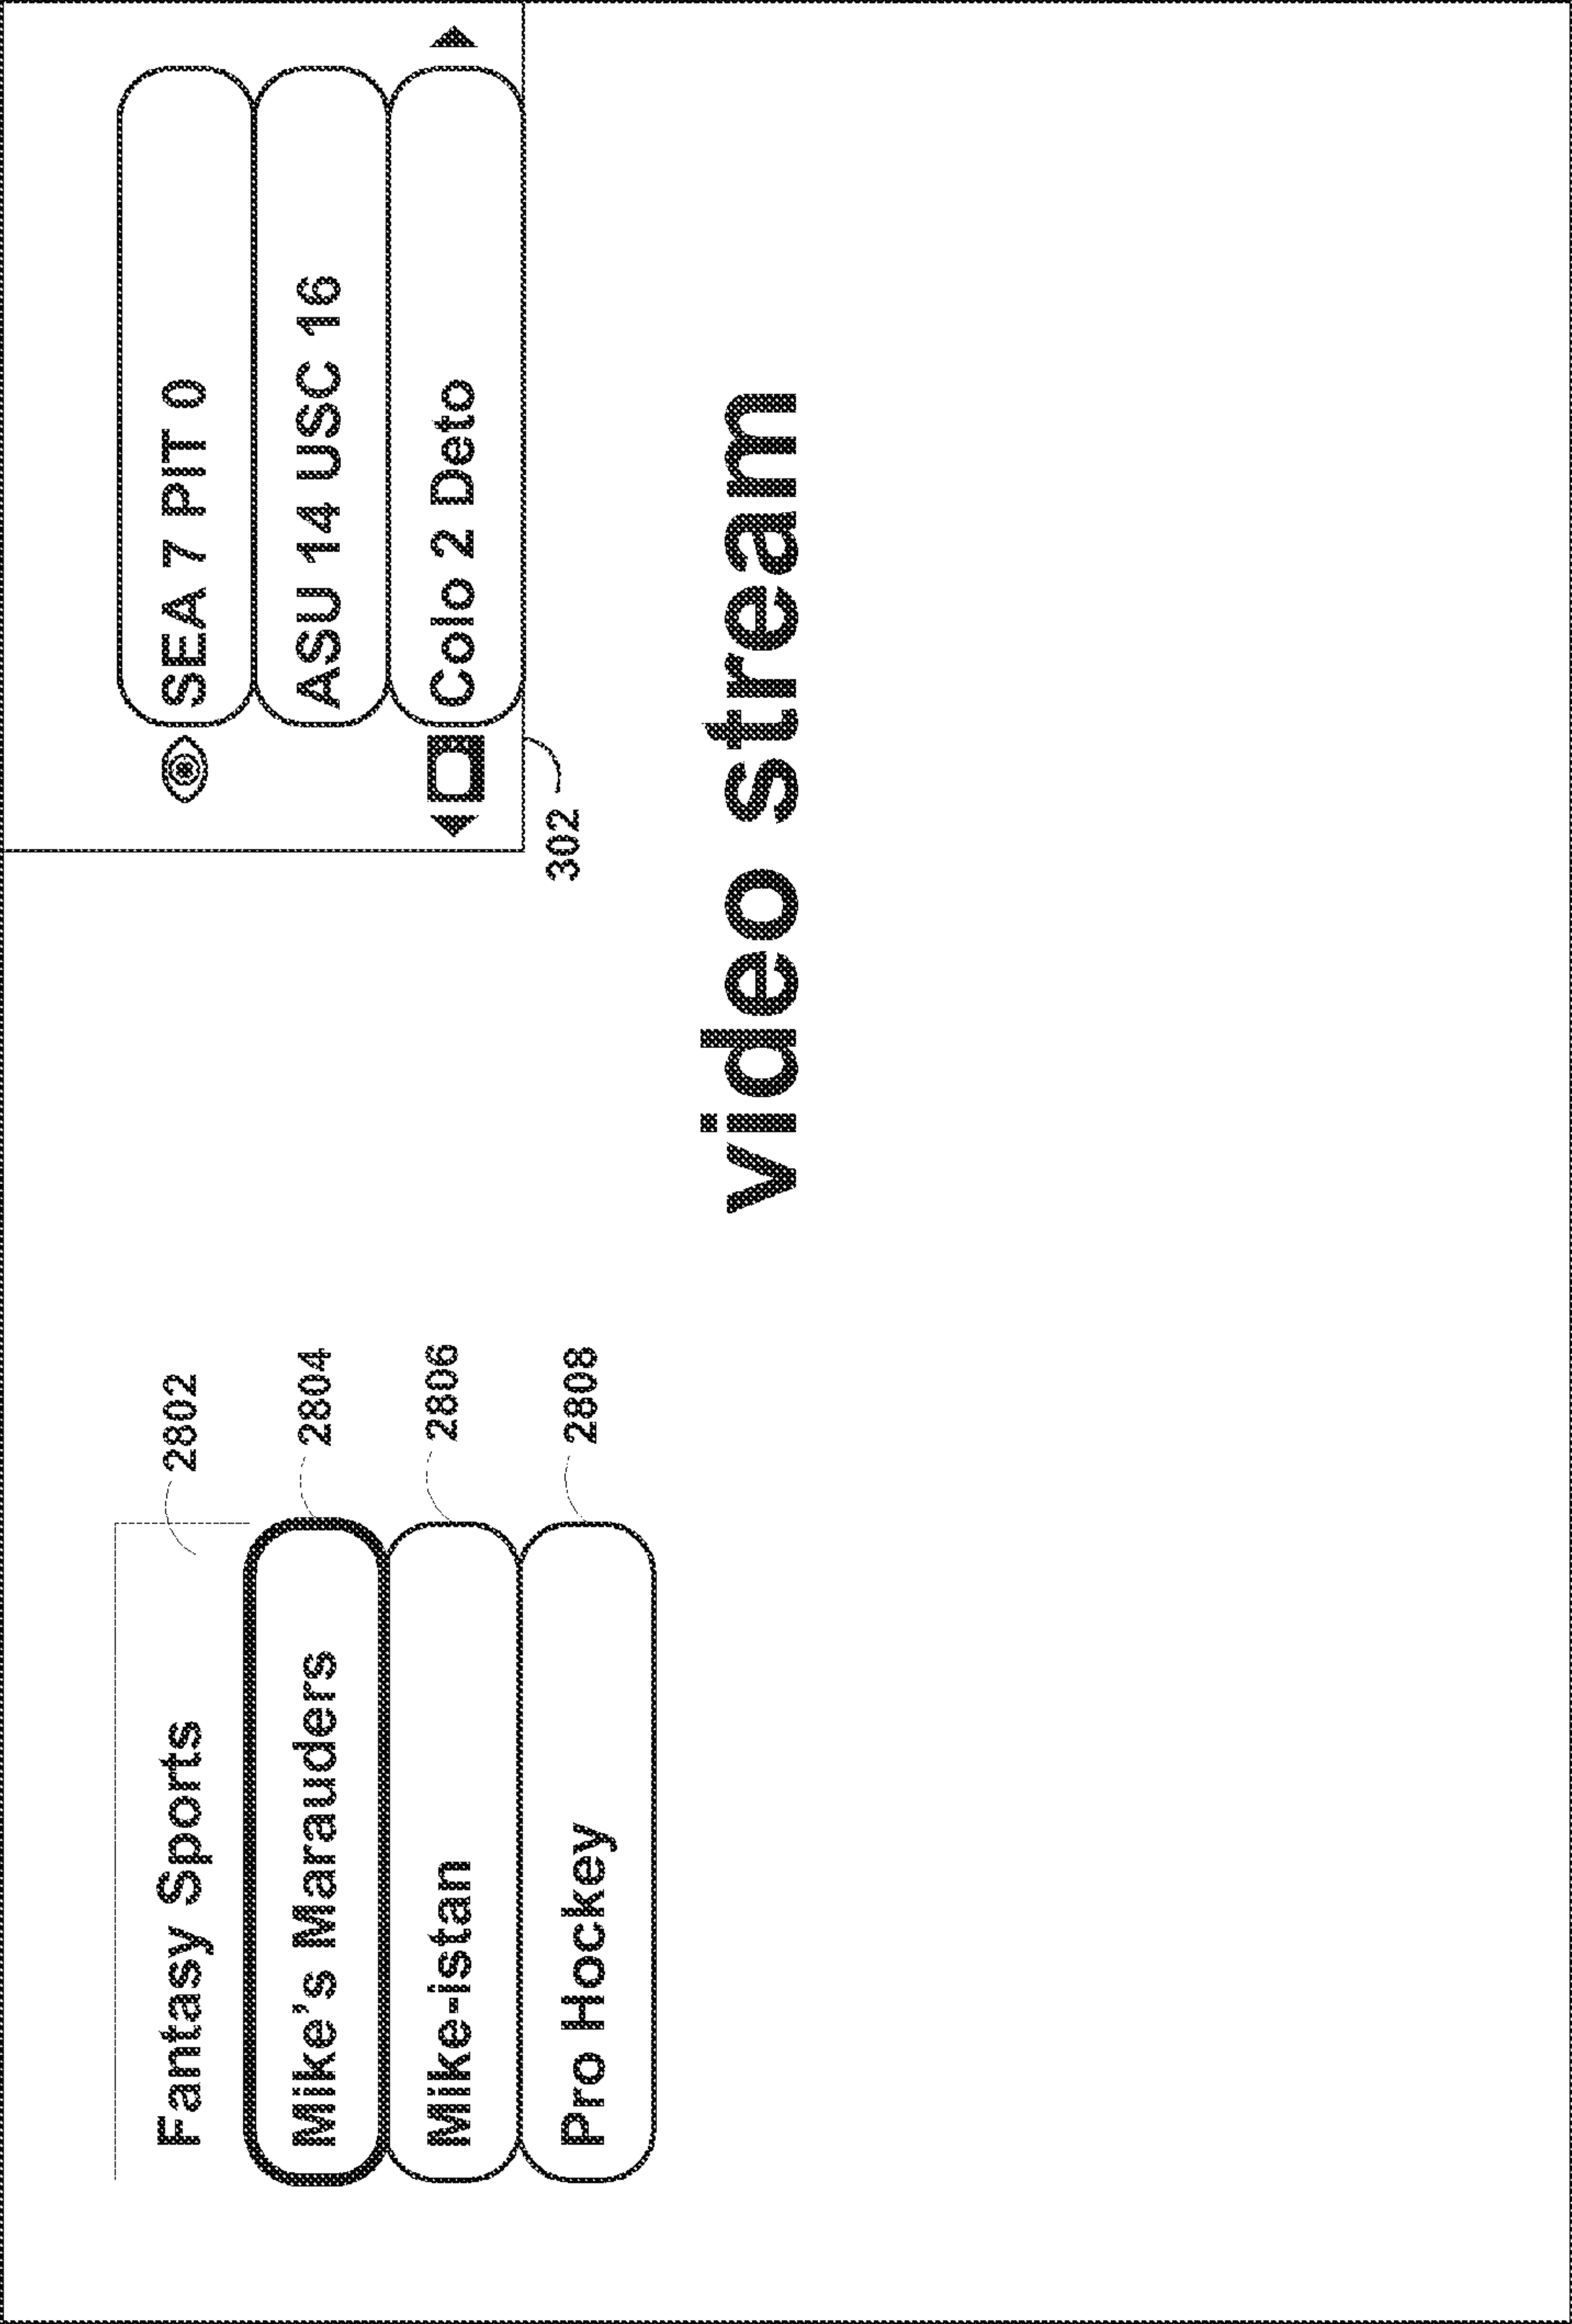 Fantasy Sports
2802
Mike's Marauders
2804
Mike-istan
2806
Pro Hockey
2808
SEA 7 PIT 0
ASU 14 USC 16
Colo 2 Deto
302
video stream